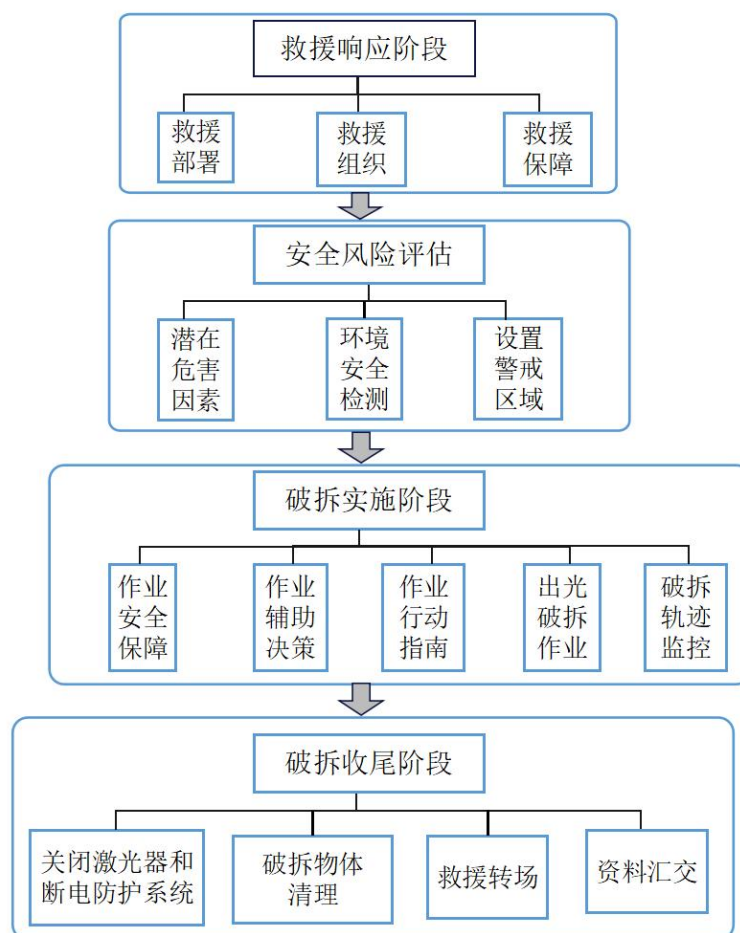 救援响应阶段
救援
部署
救援
组织
救援
保障
安全风险评估
潜在
危害
因素
环境
安全
检测
设置
警戒
区域
破拆实施阶段
作业
安全
保障
作业
辅助
决策
作业
行动
指南
出光
破拆
作业
破拆
轨迹
监控
破拆收尾阶段
关闭激光器和
断电防护系统
破拆物体
清理
救援转场
资料汇交